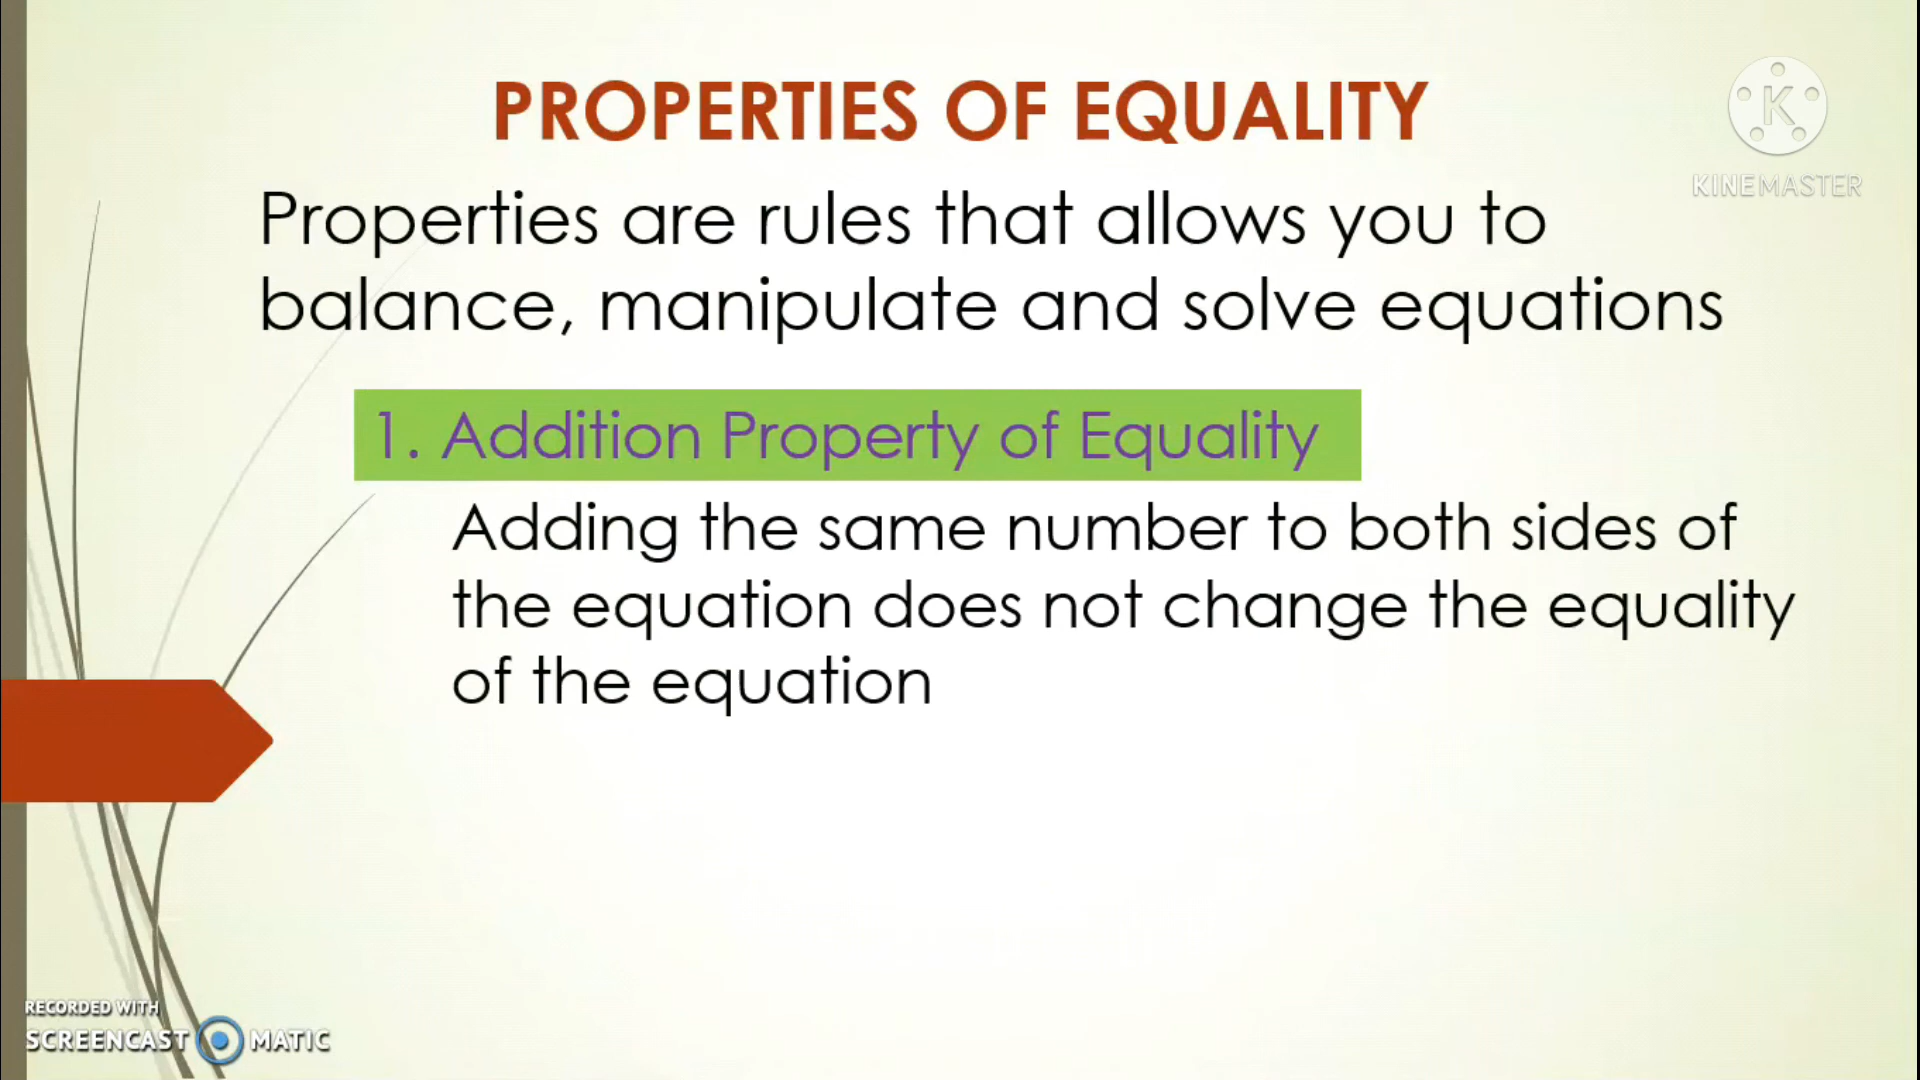 PROPERTIES OF EQUALITY
K
KINEMASTER
Properties are rules that allows you to
balance, manipulate and solve equations
1. Addition Property of Equality
Adding the same number to both sides of
the equation does not change the equality
of the equation
RECORDED WITH
SCREENCAST MATIC